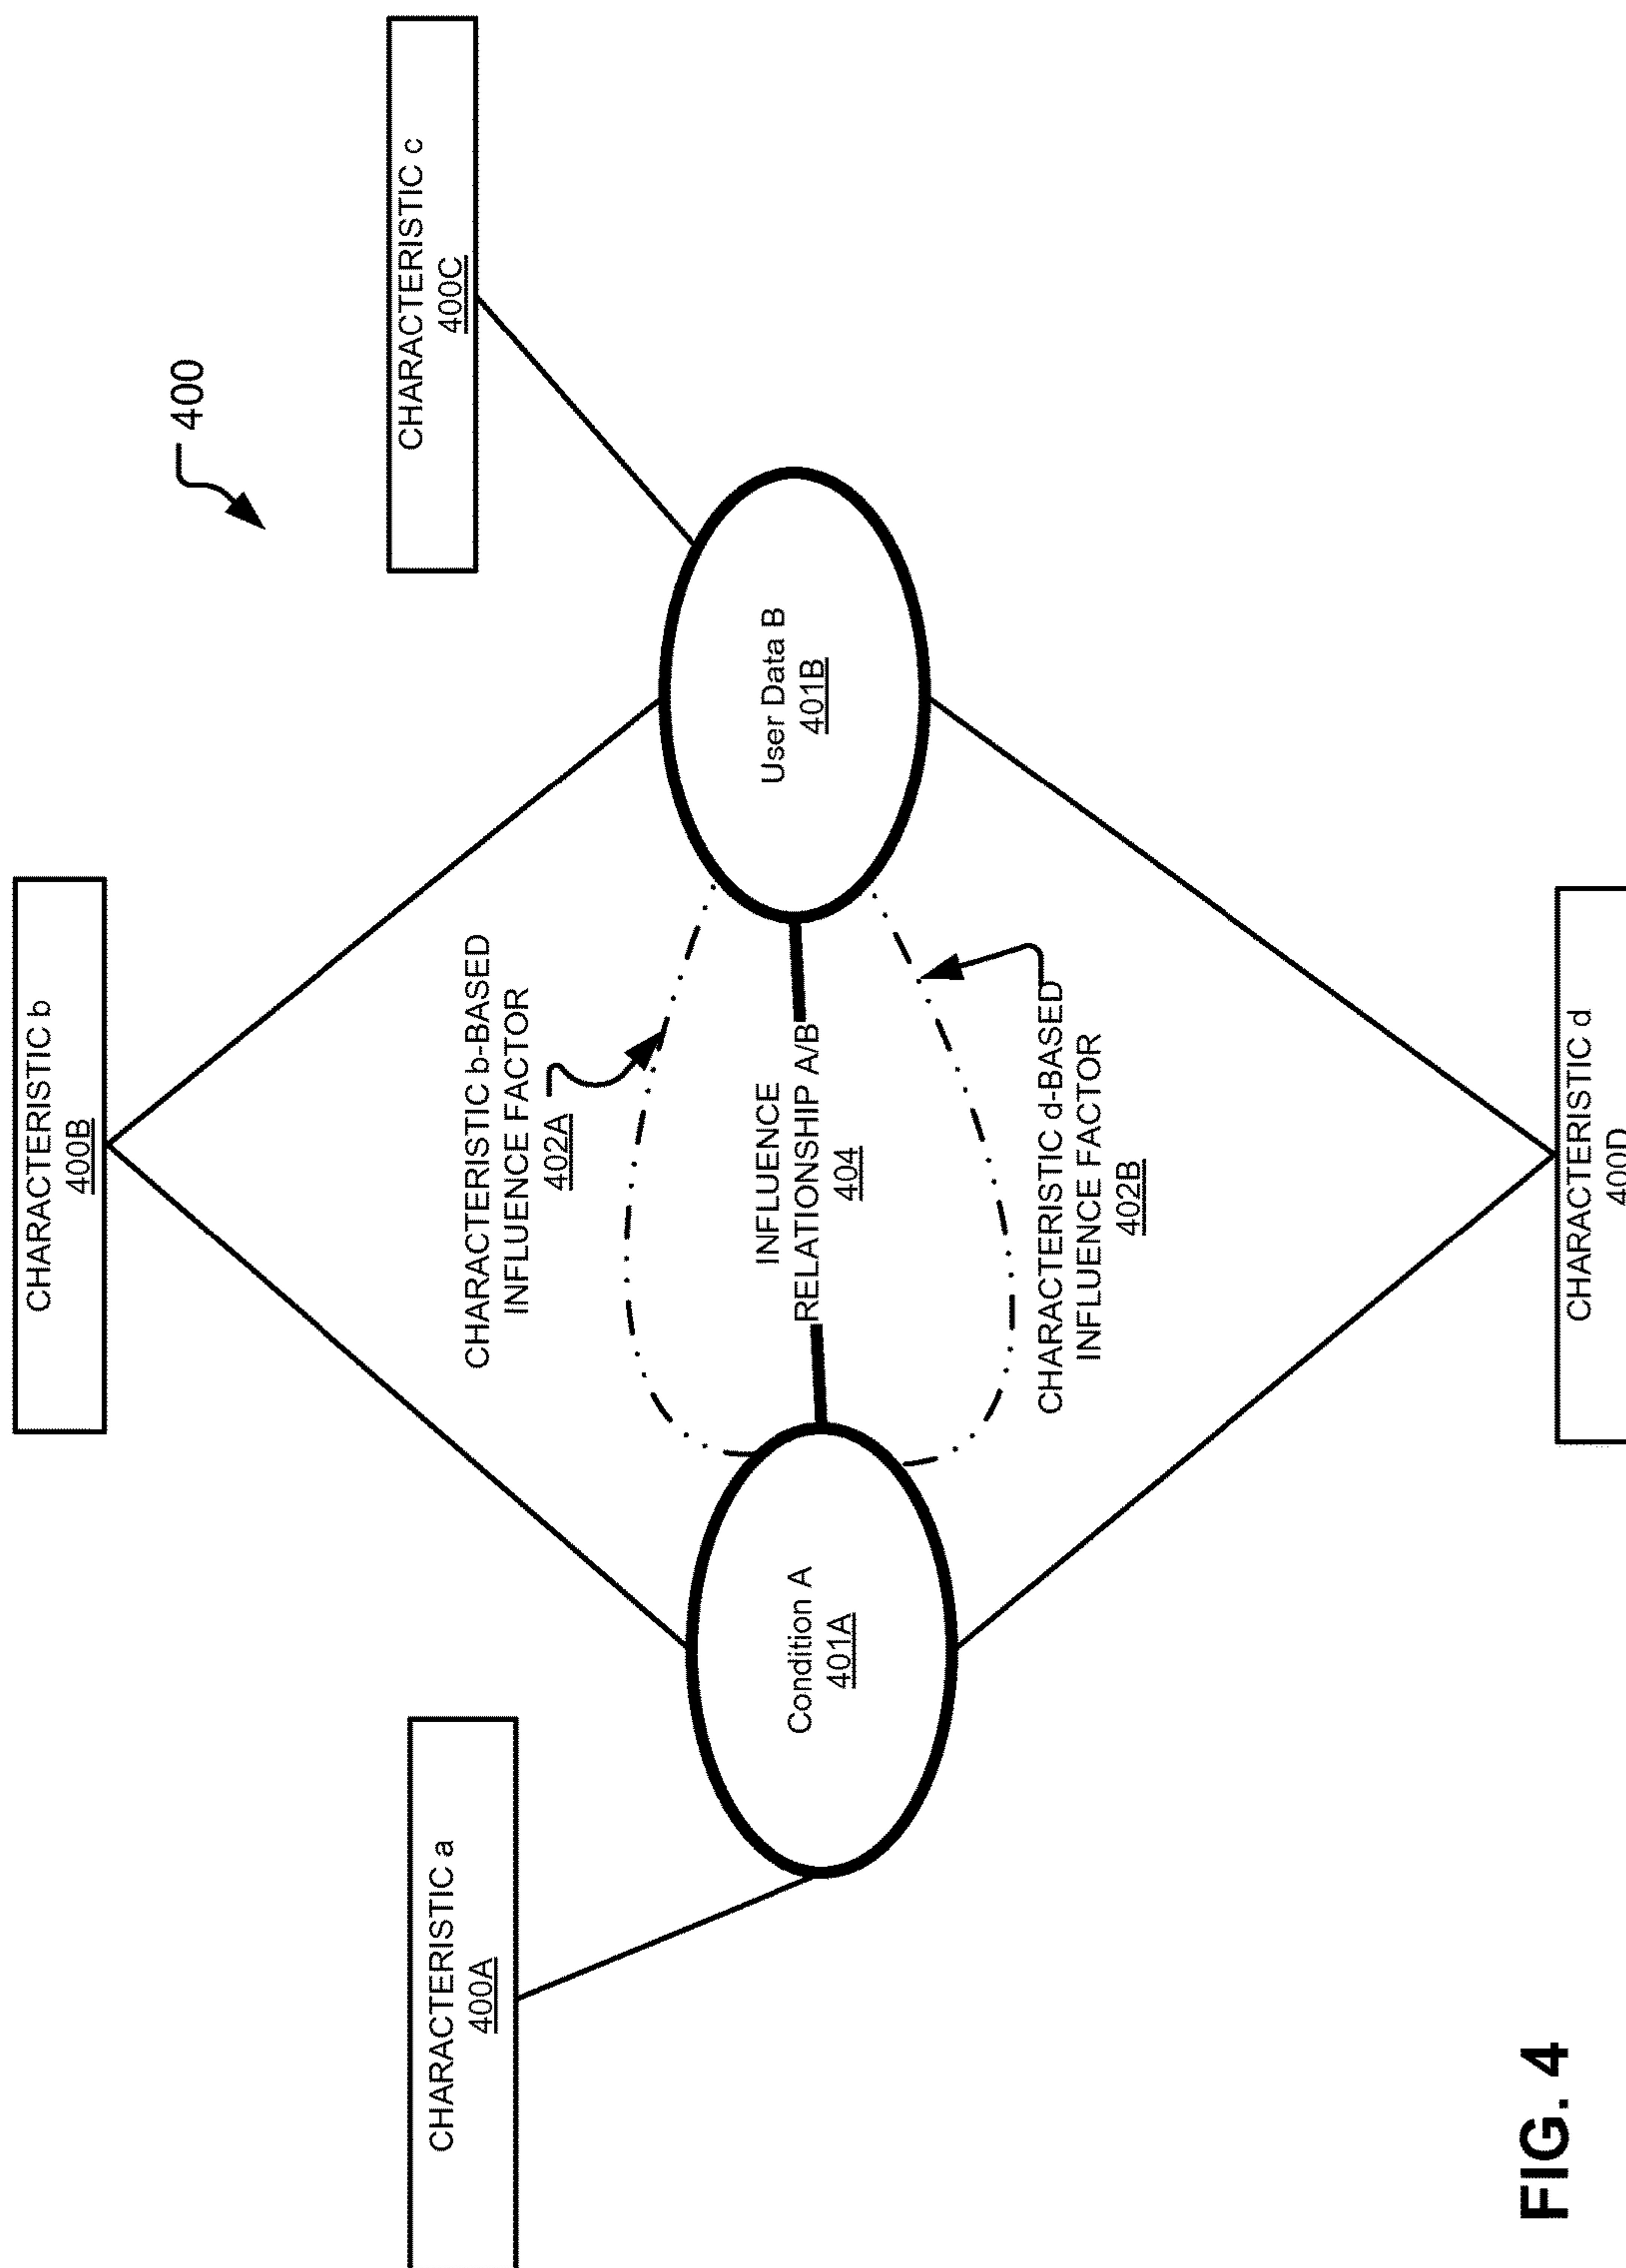 400
CHARACTERISTIC b
400B
CHARACTERISTIC a
400A
CHARACTERISTIC c
400C
CHARACTERISTIC b-BASED
INFLUENCE FACTOR
402A
Condition A
401A
INFLUENCE
RELATIONSHIP A/B
404
User Data B
401B
CHARACTERISTIC d-BASED
INFLUENCE FACTOR
402B
CHARACTERISTIC d
400D
FIG. 4